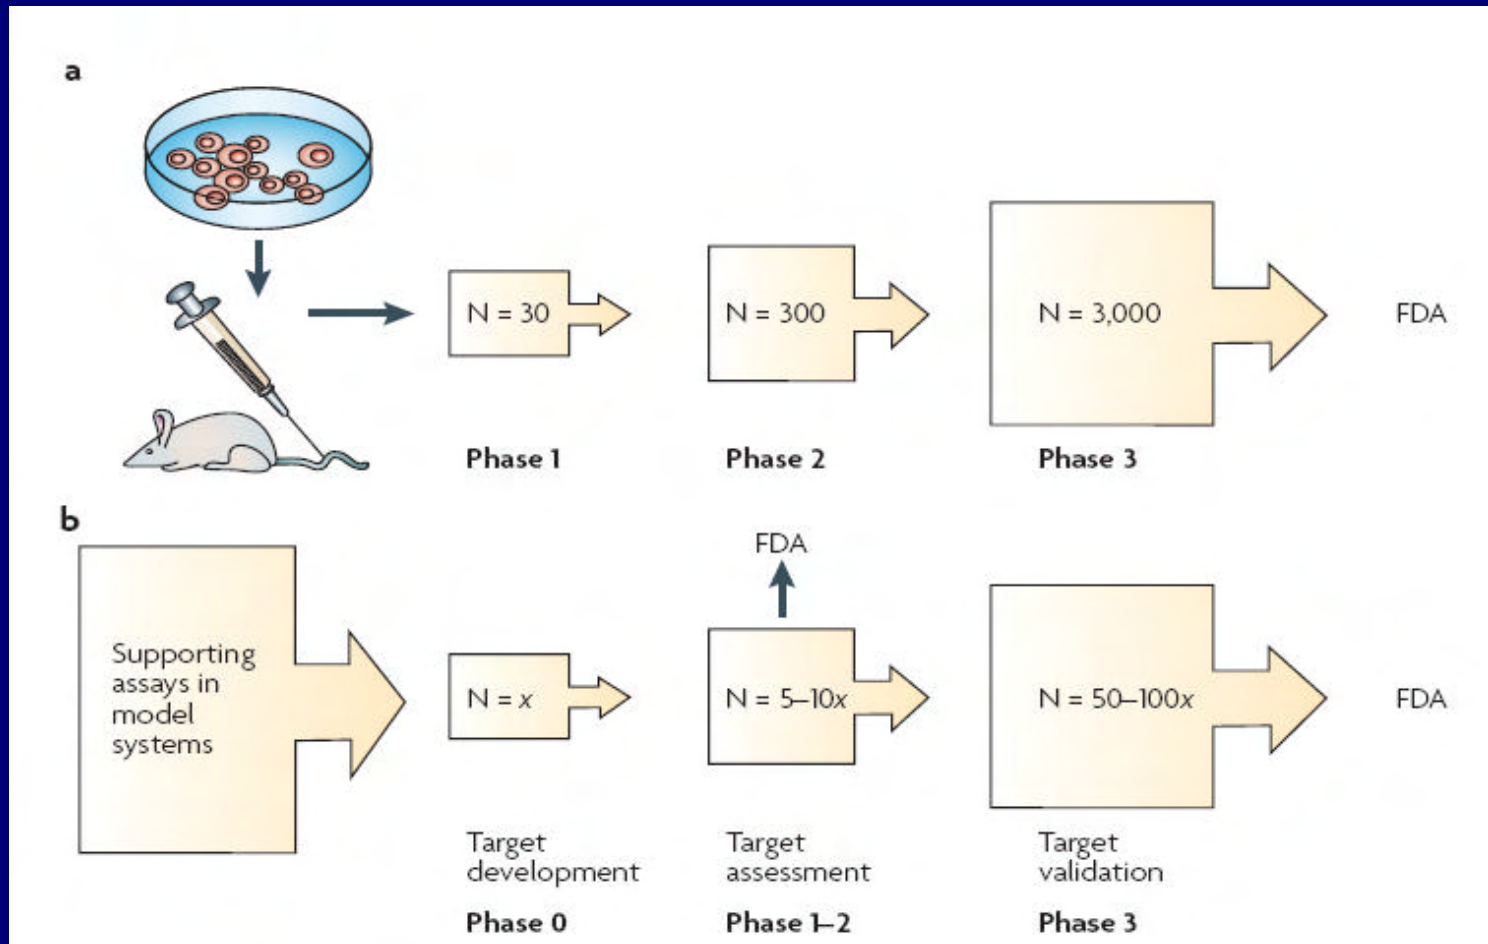 a
N = 30
N = 300
N = 3,000
FDA
Phase 1
Phase 2
Phase 3
b
FDA
Supporting
assays in
model
systems
N = x
N = 5–10x
N = 50–100x
FDA
Target
development
Phase 0
Target
assessment
Phase 1–2
Target
validation
Phase 3